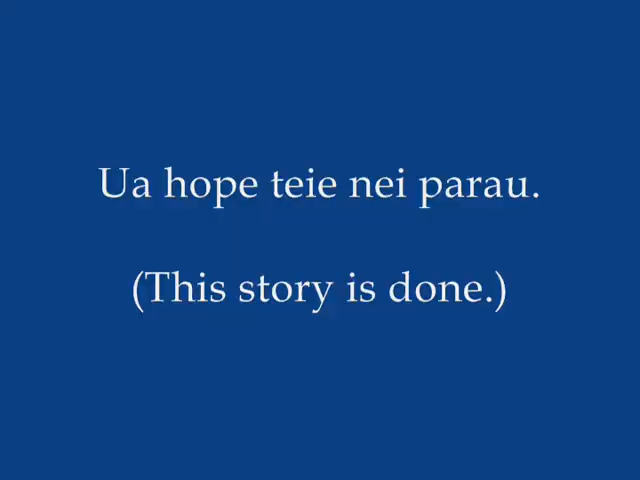 Ua hope teie nei parau.
(This story is done.)